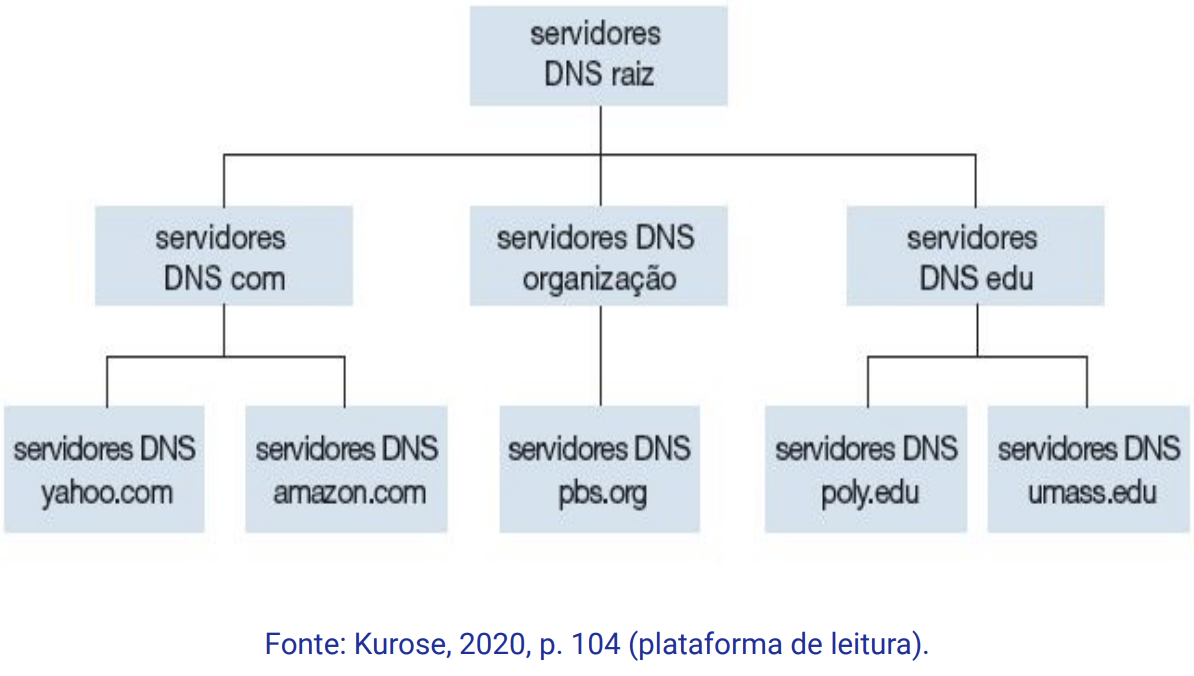 servidores
DNS raiz
servidores
DNS com
servidores DNS
organização
servidores
DNS edu
servidores DNS
yahoo.com
servidores DNS
amazon.com
servidores DNS
pbs.org
servidores DNS
poly.edu
servidores DNS
umass.edu
Fonte: Kurose, 2020, p. 104 (plataforma de leitura).